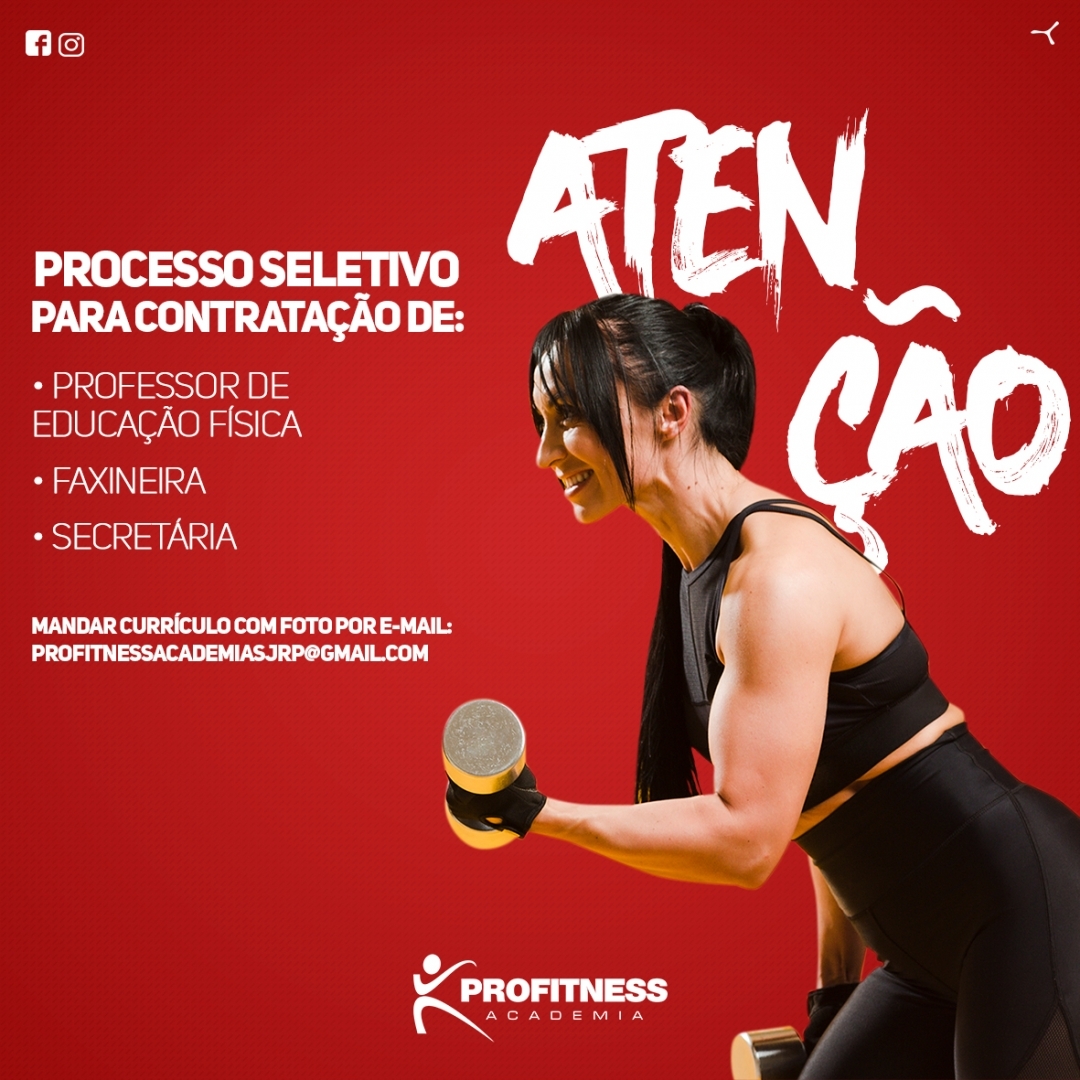 ATEN
ÇÃO
PROCESSO SELETIVO
PARA CONTRATAÇÃO DE:
• PROFESSOR DE
EDUCAÇÃO FÍSICA
• FAXINEIRA
• SECRETÁRIA
MANDAR CURRÍCULO COM FOTO POR E-MAIL:
PROFITNESSACADEMIASJRP@GMAIL.COM
PROFITNESS
ACADEMIA